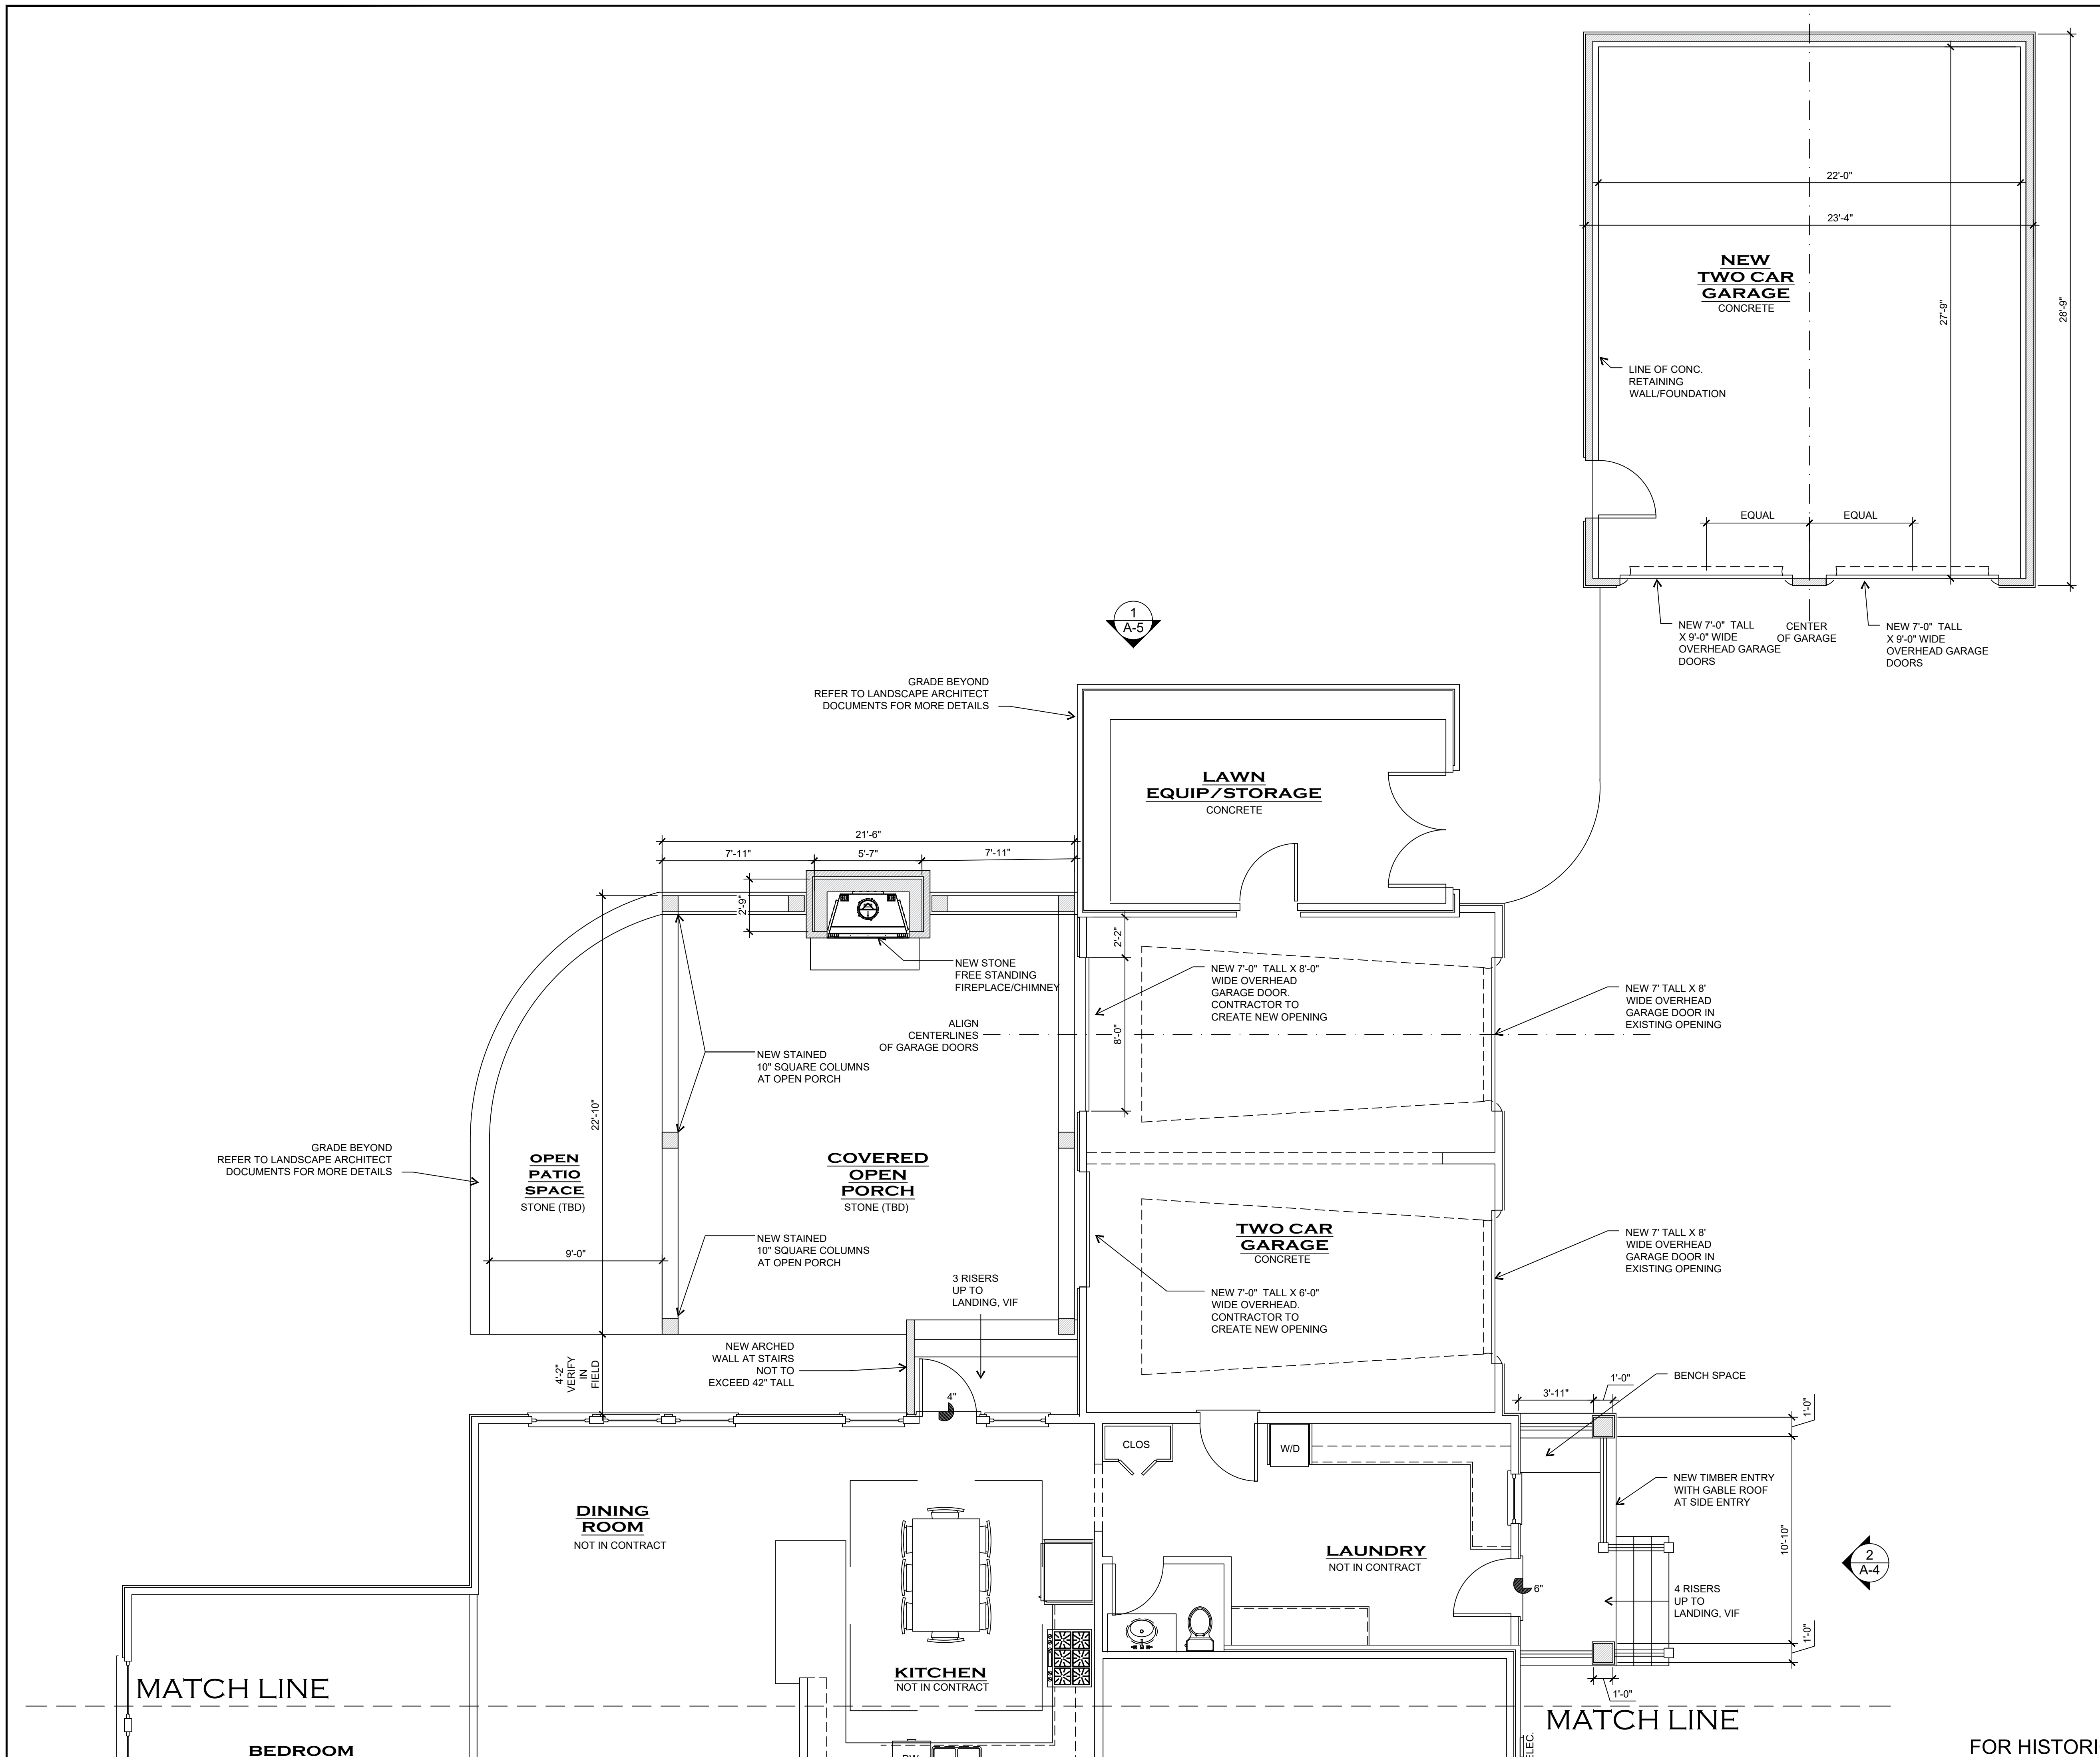 22'-0"
23'-4"
NEW
TWO CAR
GARAGE
CONCRETE
27'-9"
28'-9"
LINE OF CONC.
RETAINING
WALL/FOUNDATION
EQUAL
EQUAL
NEW 7'-0" TALL
X 9'-0" WIDE
OVERHEAD GARAGE
DOORS
CENTER
OF GARAGE
NEW 7'-0" TALL
X 9'-0" WIDE
OVERHEAD GARAGE
DOORS
1
A-5
GRADE BEYOND
REFER TO LANDSCAPE ARCHITECT
DOCUMENTS FOR MORE DETAILS
LAWN
EQUIP/STORAGE
CONCRETE
21'-6"
7'-11"
5'-7"
7'-11"
2'-9"
2'-2"
NEW STONE
FREE STANDING
FIREPLACE/CHIMNEY
NEW 7'-0" TALL X 8'-0"
WIDE OVERHEAD
GARAGE DOOR.
CONTRACTOR TO
CREATE NEW OPENING
NEW 7' TALL X 8'
WIDE OVERHEAD
GARAGE DOOR IN
EXISTING OPENING
ALIGN
CENTERLINES
OF GARAGE DOORS
8'-0"
NEW STAINED
10" SQUARE COLUMNS
AT OPEN PORCH
22'-10"
GRADE BEYOND
REFER TO LANDSCAPE ARCHITECT
DOCUMENTS FOR MORE DETAILS
OPEN
PATIO
SPACE
STONE (TBD)
COVERED
OPEN
PORCH
STONE (TBD)
9'-0"
NEW STAINED
10" SQUARE COLUMNS
AT OPEN PORCH
TWO CAR
GARAGE
CONCRETE
NEW 7' TALL X 8'
WIDE OVERHEAD
GARAGE DOOR IN
EXISTING OPENING
3 RISERS
UP TO
LANDING, VIF
NEW 7'-0" TALL X 6'-0"
WIDE OVERHEAD.
CONTRACTOR TO
CREATE NEW OPENING
4'-2"
VERIFY
IN
FIELD
NEW ARCHED
WALL AT STAIRS
NOT TO
EXCEED 42" TALL
4"
3'-11"
1'-0"
BENCH SPACE
1'-0"
CLOS
W/D
NEW TIMBER ENTRY
WITH GABLE ROOF
AT SIDE ENTRY
DINING
ROOM
NOT IN CONTRACT
LAUNDRY
NOT IN CONTRACT
10'-10"
2
A-4
6"
4 RISERS
UP TO
LANDING, VIF
1'-0"
KITCHEN
NOT IN CONTRACT
1'-0"
MATCH LINE
MATCH LINE
BEDROOM
DW
ELEC.
FOR HISTORI